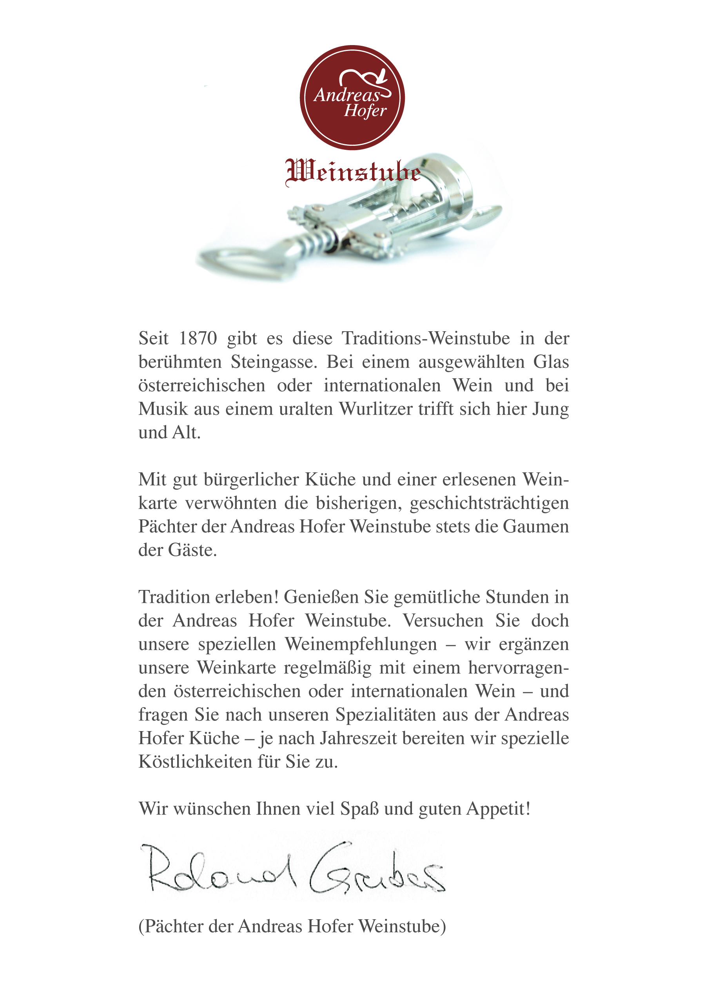 Andreas
Hofer
Weinstube
Seit 1870 gibt es diese Traditions-Weinstube in der
berühmten Steingasse. Bei einem ausgewählten Glas
österreichischen oder internationalen Wein und bei
Musik aus einem uralten Wurlitzer trifft sich hier Jung
und Alt.
Mit gut bürgerlicher Küche und einer erlesenen Wein-
karte verwöhnten die bisherigen, geschichtsträchtigen
Pächter der Andreas Hofer Weinstube stets die Gaumen
der Gäste.
Tradition erleben! Genießen Sie gemütliche Stunden in
der Andreas Hofer Weinstube. Versuchen Sie doch
unsere speziellen Weinempfehlungen – wir ergänzen
unsere Weinkarte regelmäßig mit einem hervorragen-
den österreichischen oder internationalen Wein – und
fragen Sie nach unseren Spezialitäten aus der Andreas
Hofer Küche – je nach Jahreszeit bereiten wir spezielle
Köstlichkeiten für Sie zu.
Wir wünschen Ihnen viel Spaß und guten Appetit!
Roland
(Pächter der Andreas Hofer Weinstube)